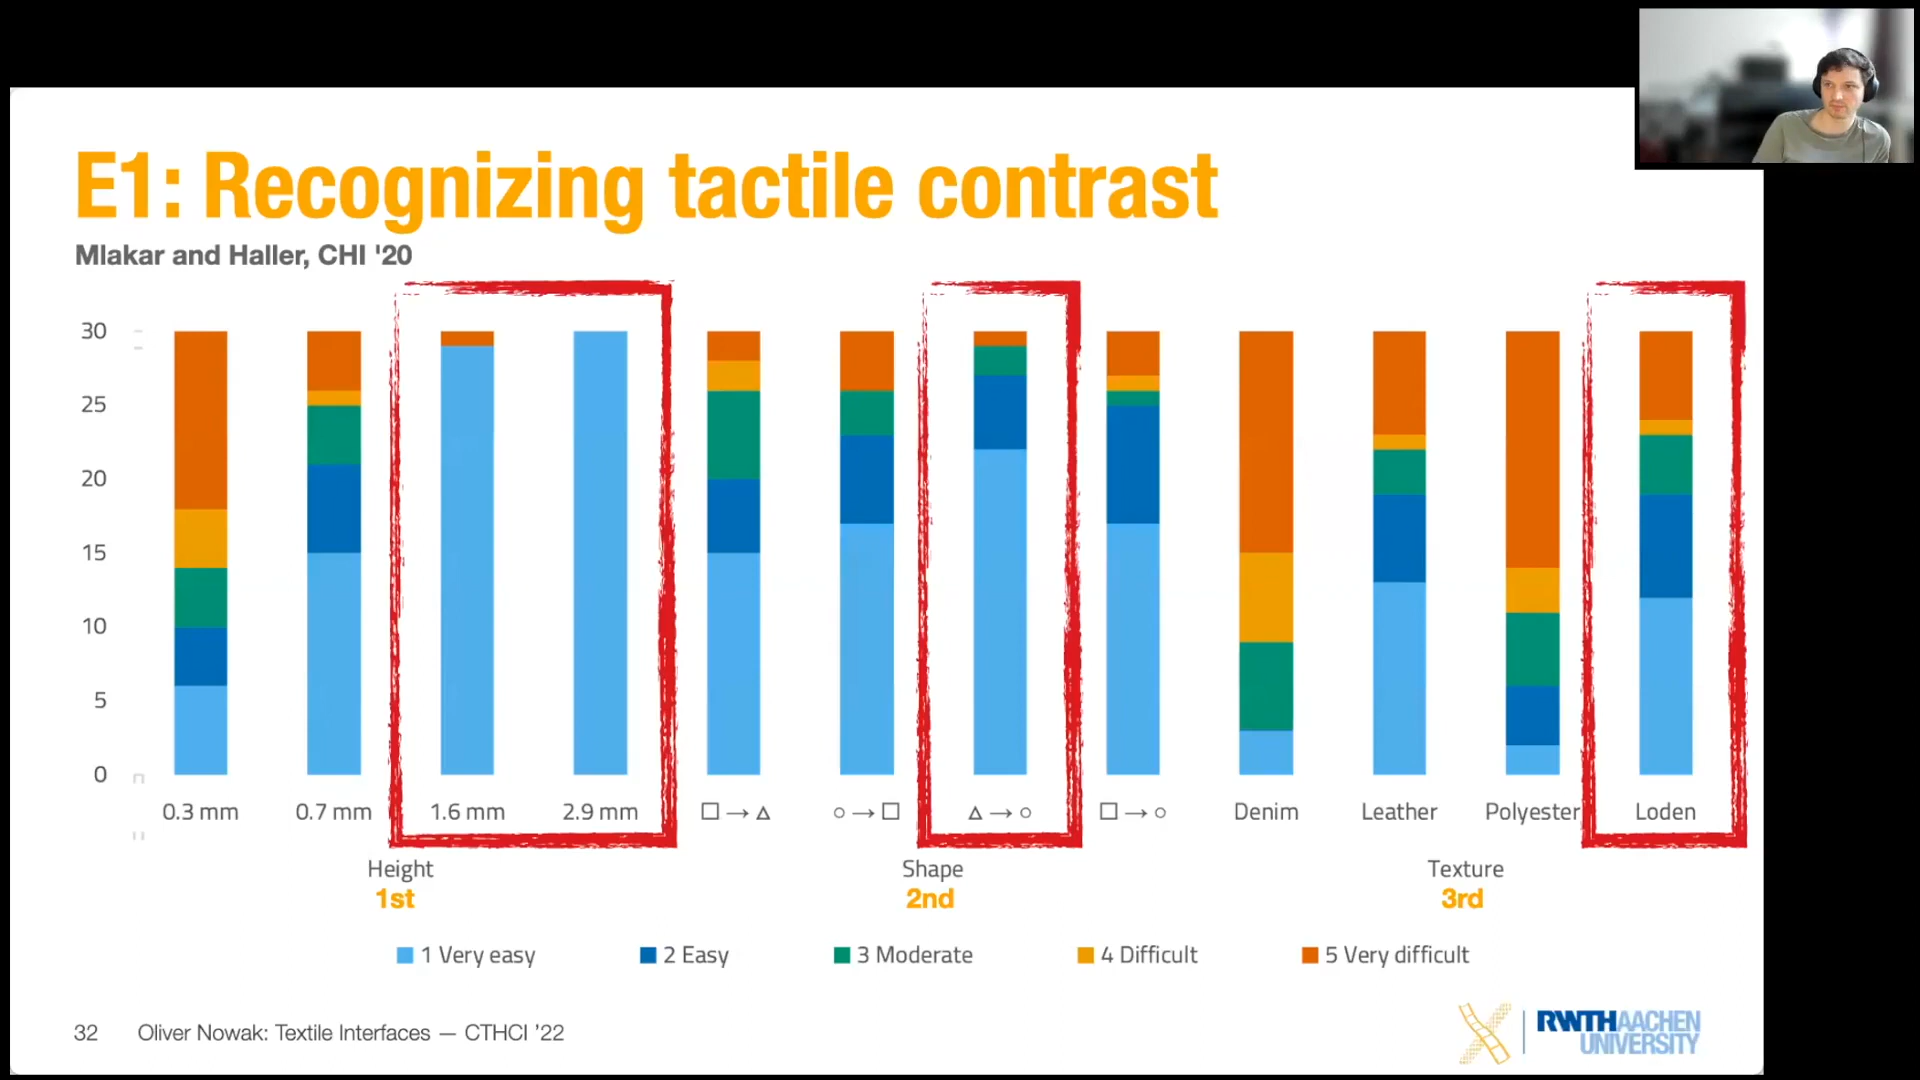 E1: Recognizing tactile contrast
Mlakar and Haller, CHI '20
30
25
20
15
10
5
0
0.3 mm 0.7 mm 1.6 mm 2.9 mm □ → △ ○ → □ △ → ○ □ → ○ Denim Leather Polyester Loden
Height Shape Texture
1st 2nd 3rd
1 Very easy 2 Easy 3 Moderate 4 Difficult 5 Very difficult
32 Oliver Nowak: Textile Interfaces — CTHCI ’22
RWTHAACHEN
UNIVERSITY